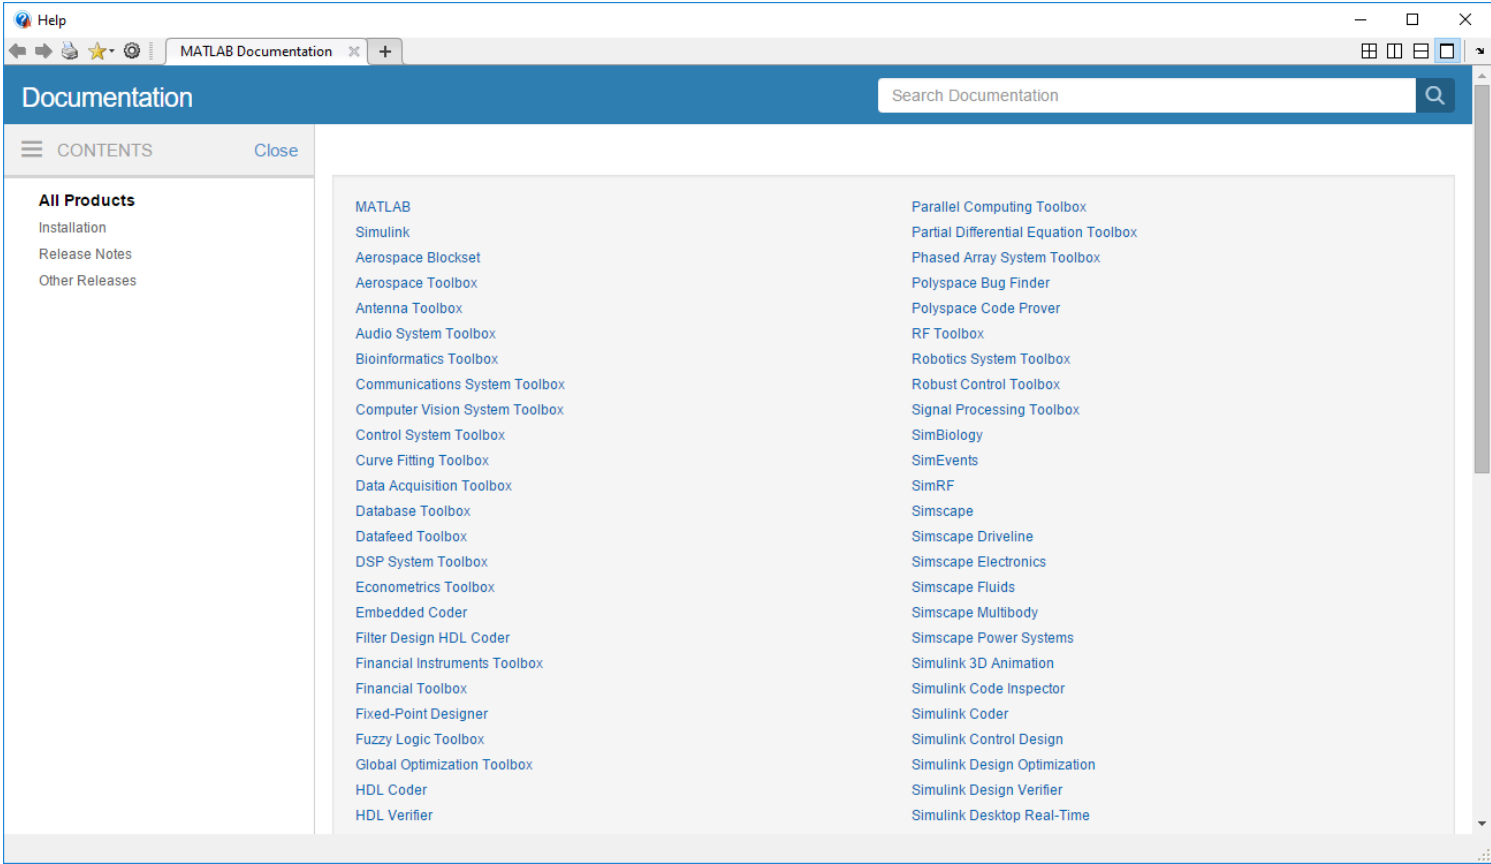 Help
MATLAB Documentation
Documentation
Search Documentation
CONTENTS Close
All Products
Installation
Release Notes
Other Releases
MATLAB
Simulink
Aerospace Blockset
Aerospace Toolbox
Antenna Toolbox
Audio System Toolbox
Bioinformatics Toolbox
Communications System Toolbox
Computer Vision System Toolbox
Control System Toolbox
Curve Fitting Toolbox
Data Acquisition Toolbox
Database Toolbox
Datafeed Toolbox
DSP System Toolbox
Econometrics Toolbox
Embedded Coder
Filter Design HDL Coder
Financial Instruments Toolbox
Financial Toolbox
Fixed-Point Designer
Fuzzy Logic Toolbox
Global Optimization Toolbox
HDL Coder
HDL Verifier
Parallel Computing Toolbox
Partial Differential Equation Toolbox
Phased Array System Toolbox
Polyspace Bug Finder
Polyspace Code Prover
RF Toolbox
Robotics System Toolbox
Robust Control Toolbox
Signal Processing Toolbox
SimBiology
SimEvents
SimRF
Simscape
Simscape Driveline
Simscape Electronics
Simscape Fluids
Simscape Multibody
Simscape Power Systems
Simulink 3D Animation
Simulink Code Inspector
Simulink Coder
Simulink Control Design
Simulink Design Optimization
Simulink Design Verifier
Simulink Desktop Real-Time